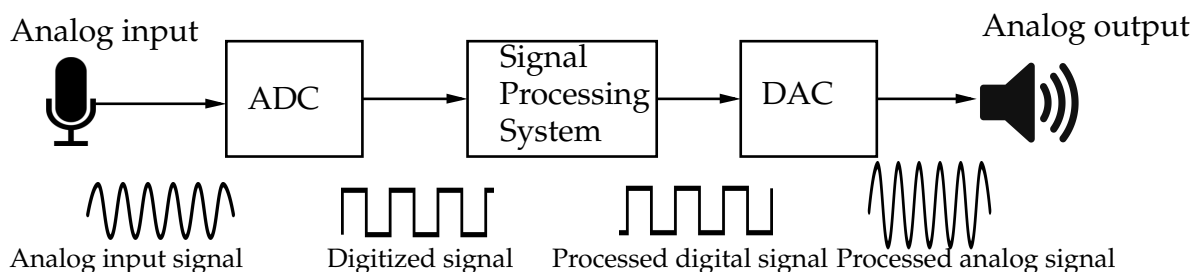 Analog input
Analog output
ADC
Signal
Processing
System
DAC
Analog input signal
Digitized signal
Processed digital signal
Processed analog signal